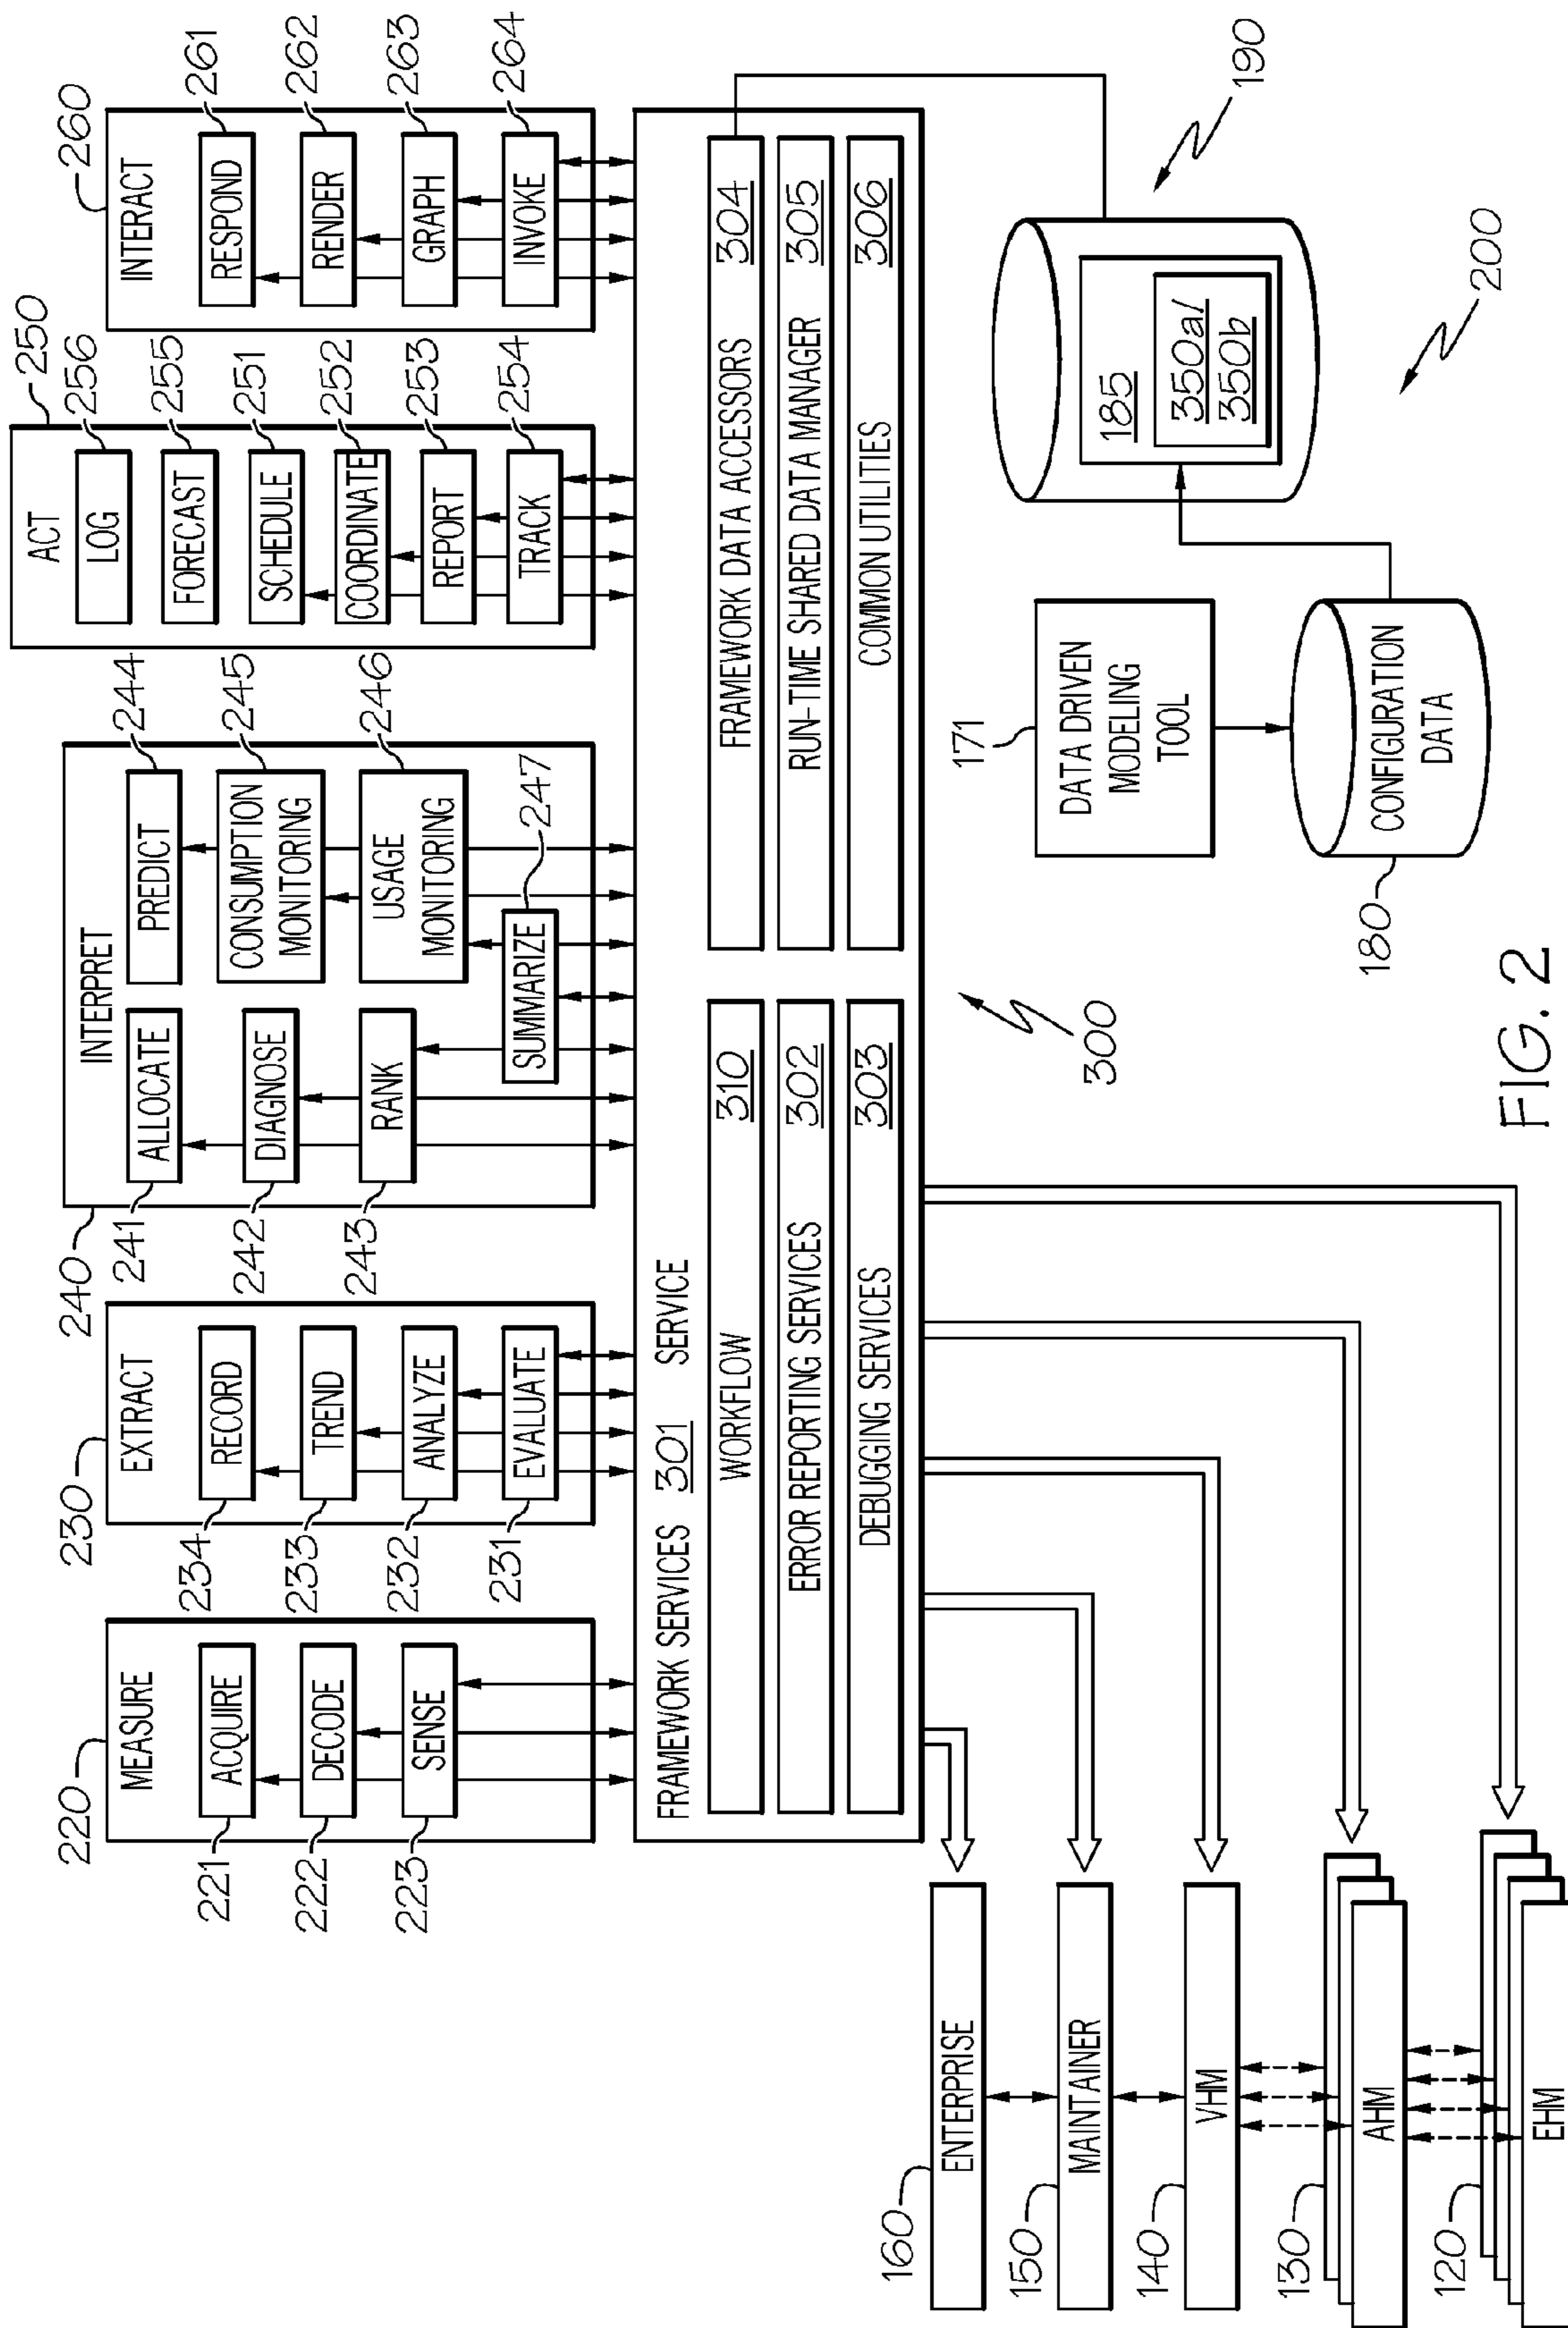 220
MEASURE
221
ACQUIRE
222
DECODE
223
SENSE
230
EXTRACT
234
RECORD
233
TREND
232
ANALYZE
231
EVALUATE
240
INTERPRET
241
ALLOCATE
242
DIAGNOSE
243
RANK
PREDICT
244
CONSUMPTION
MONITORING
245
USAGE
MONITORING
246
SUMMARIZE
247
250
ACT
LOG
256
FORECAST
255
SCHEDULE
251
COORDINATE
252
REPORT
253
TRACK
254
260
INTERACT
RESPOND
261
RENDER
262
GRAPH
263
INVOKE
264
FRAMEWORK SERVICES 301 SERVICE
WORKFLOW 310
ERROR REPORTING SERVICES 302
DEBUGGING SERVICES 303
FRAMEWORK DATA ACCESSORS 304
RUN-TIME SHARED DATA MANAGER 305
COMMON UTILITIES 306
300
160
ENTERPRISE
150
MAINTAINER
140
VHM
130
AHM
120
EHM
171
DATA DRIVEN
MODELING
TOOL
180
CONFIGURATION
DATA
185
350a/
350b
190
200
FIG. 2